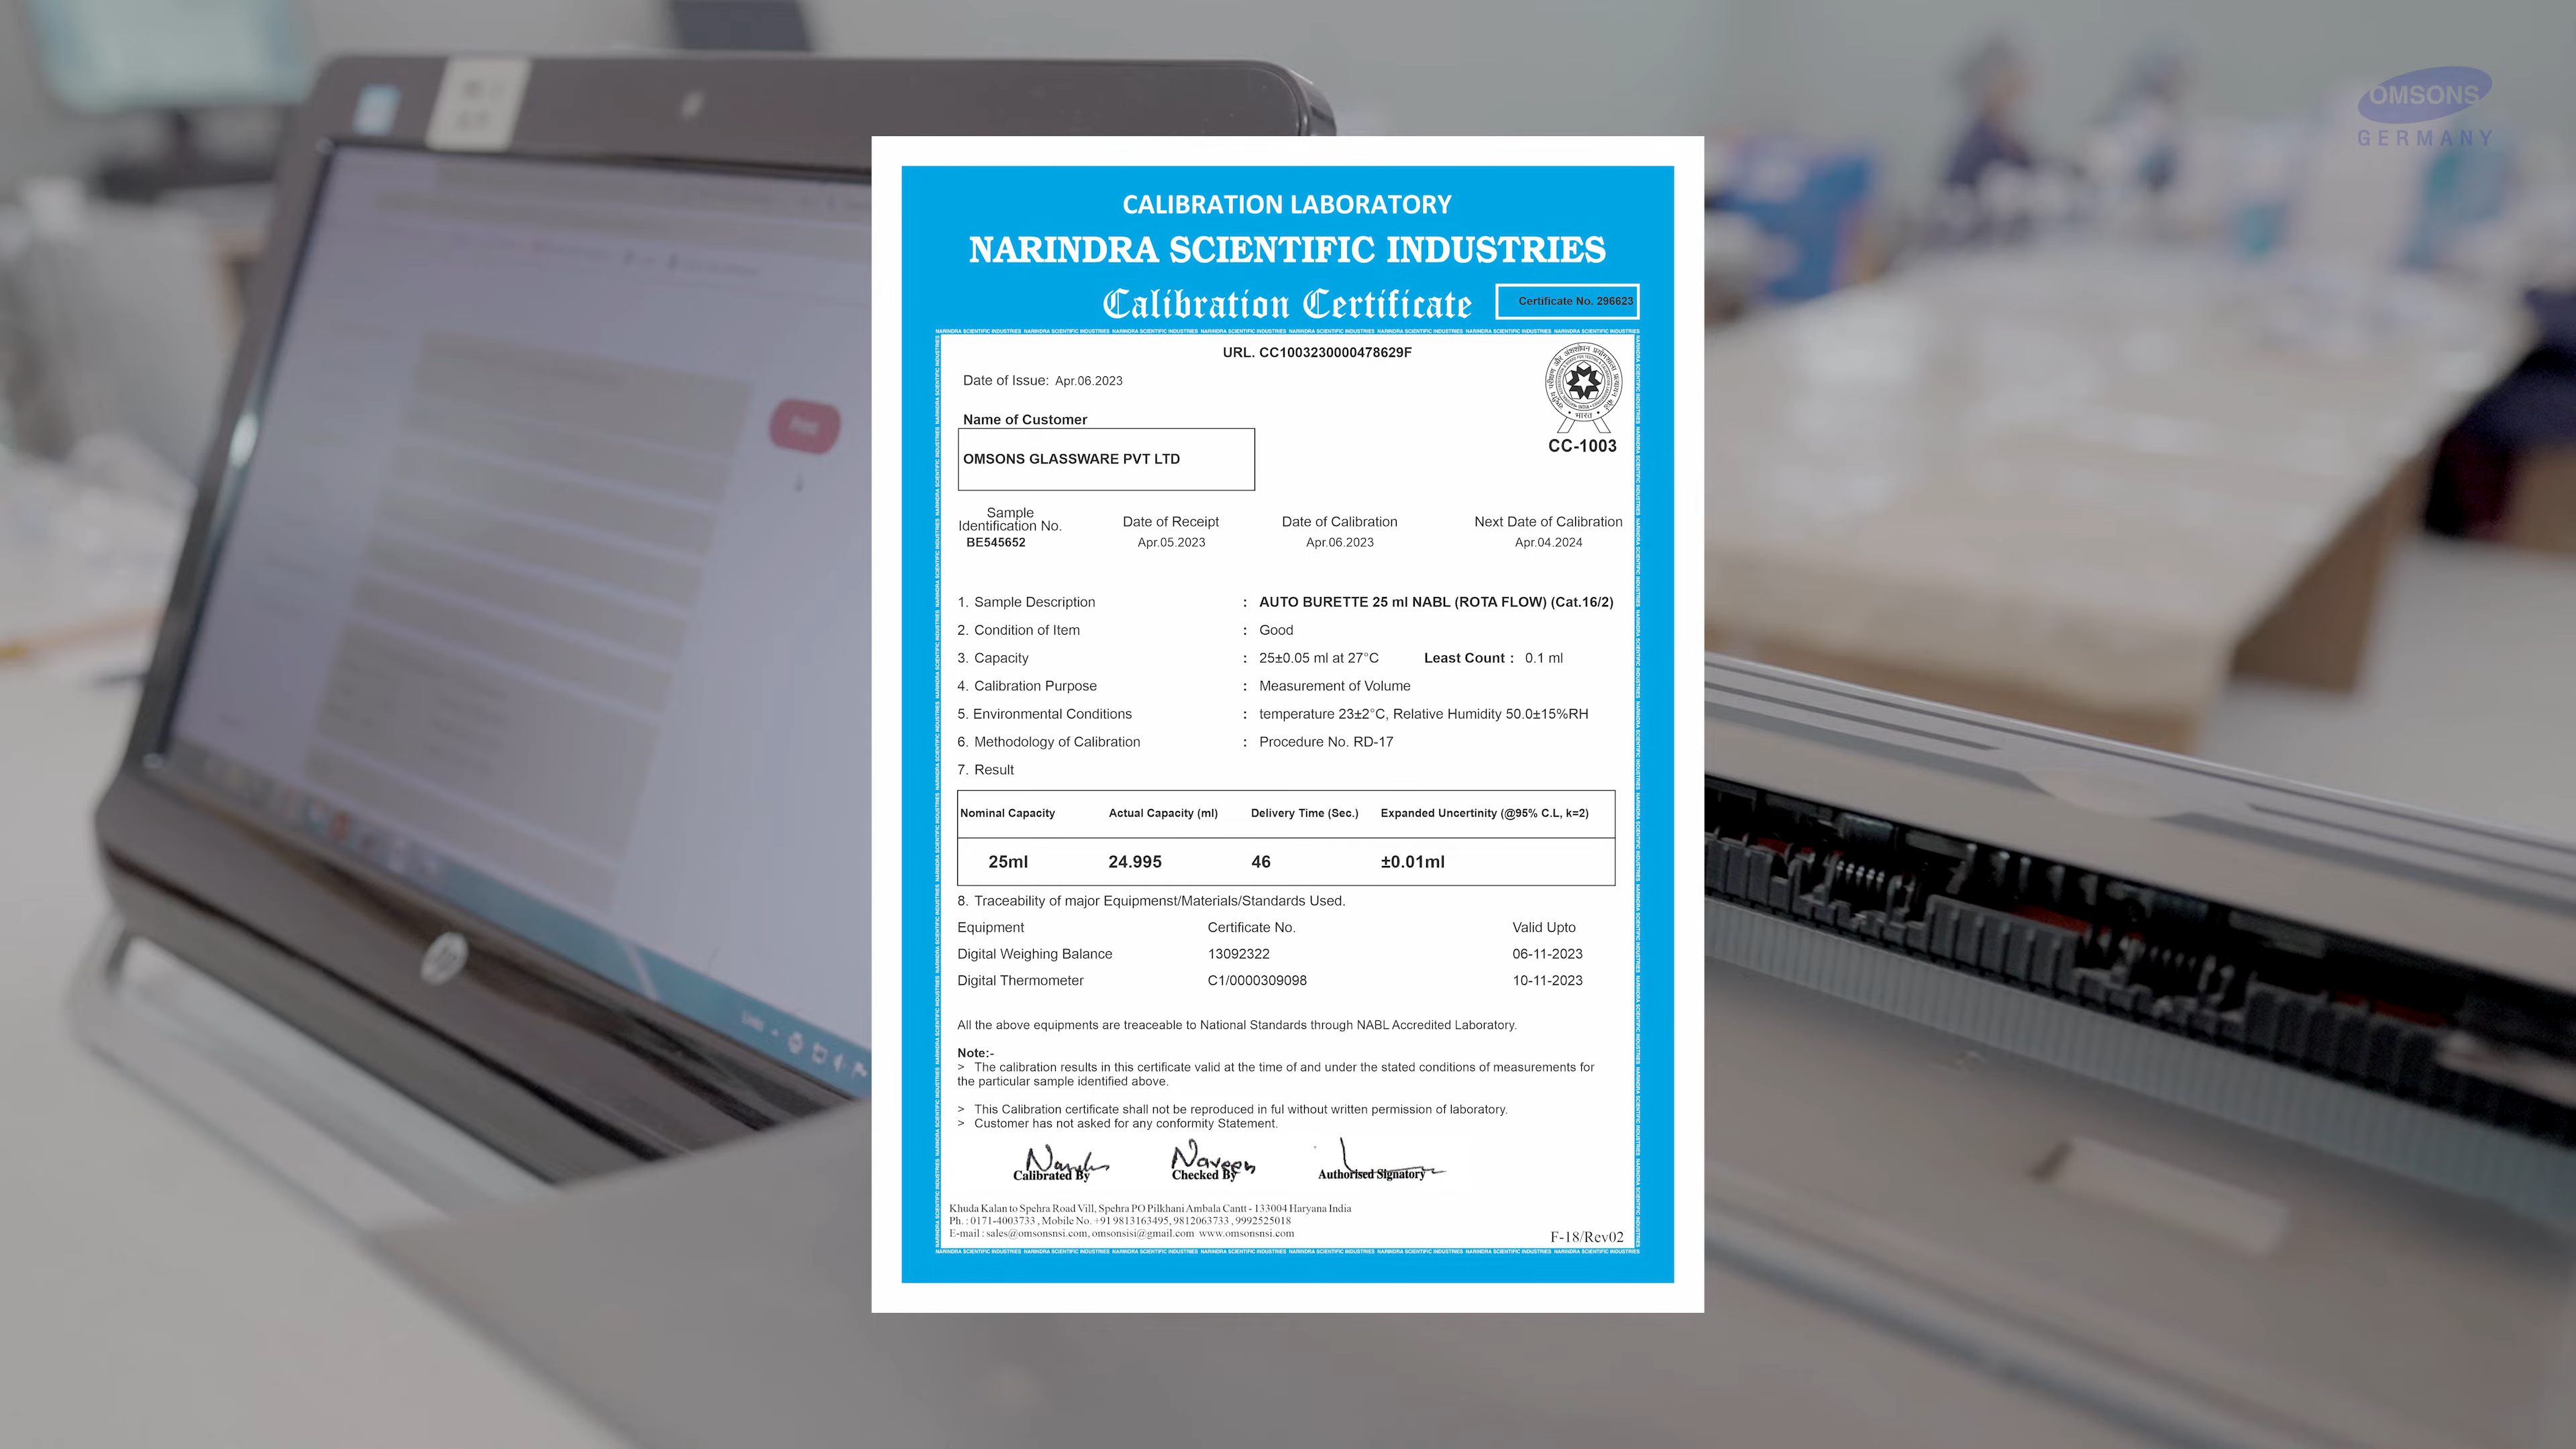 OMSONS
GERMANY
CALIBRATION LABORATORY
NARINDRA SCIENTIFIC INDUSTRIES
Calibration Certificate
Certificate No. 296623
URL. CC1003230000478629F
Date of Issue: Apr.06.2023
CC-1003
Name of Customer
OMSONS GLASSWARE PVT LTD
Sample
Identification No. Date of Receipt Date of Calibration Next Date of Calibration
BE545652 Apr.05.2023 Apr.06.2023 Apr.04.2024
1. Sample Description : AUTO BURETTE 25 ml NABL (ROTA FLOW) (Cat.16/2)
2. Condition of Item : Good
3. Capacity : 25±0.05 ml at 27°C Least Count : 0.1 ml
4. Calibration Purpose : Measurement of Volume
5. Environmental Conditions : temperature 23±2°C, Relative Humidity 50.0±15%RH
6. Methodology of Calibration : Procedure No. RD-17
7. Result
Nominal Capacity Actual Capacity (ml) Delivery Time (Sec.) Expanded Uncertinity (@95% C.L, k=2)
25ml 24.995 46 ±0.01ml
8. Traceability of major Equipmenst/Materials/Standards Used.
Equipment Certificate No. Valid Upto
Digital Weighing Balance 13092322 06-11-2023
Digital Thermometer C1/0000309098 10-11-2023
All the above equipments are treaceable to National Standards through NABL Accredited Laboratory.
Note:-
> The calibration results in this certificate valid at the time of and under the stated conditions of measurements for
the particular sample identified above.
> This Calibration certificate shall not be reproduced in ful without written permission of laboratory.
> Customer has not asked for any conformity Statement.
Naveen
Calibrated By Checked By Authorised Signatory
Khuda Kalan to Spehra Road Vill, Spehra PO Pilkhani Ambala Cantt - 133004 Haryana India
Ph. : 0171-4003733 , Mobile No. +91 9813163495, 9812063733 , 9992525018
E-mail : sales@omsonsnsi.com, omsonsisi@gmail.com www.omsonsnsi.com
F-18/Rev02